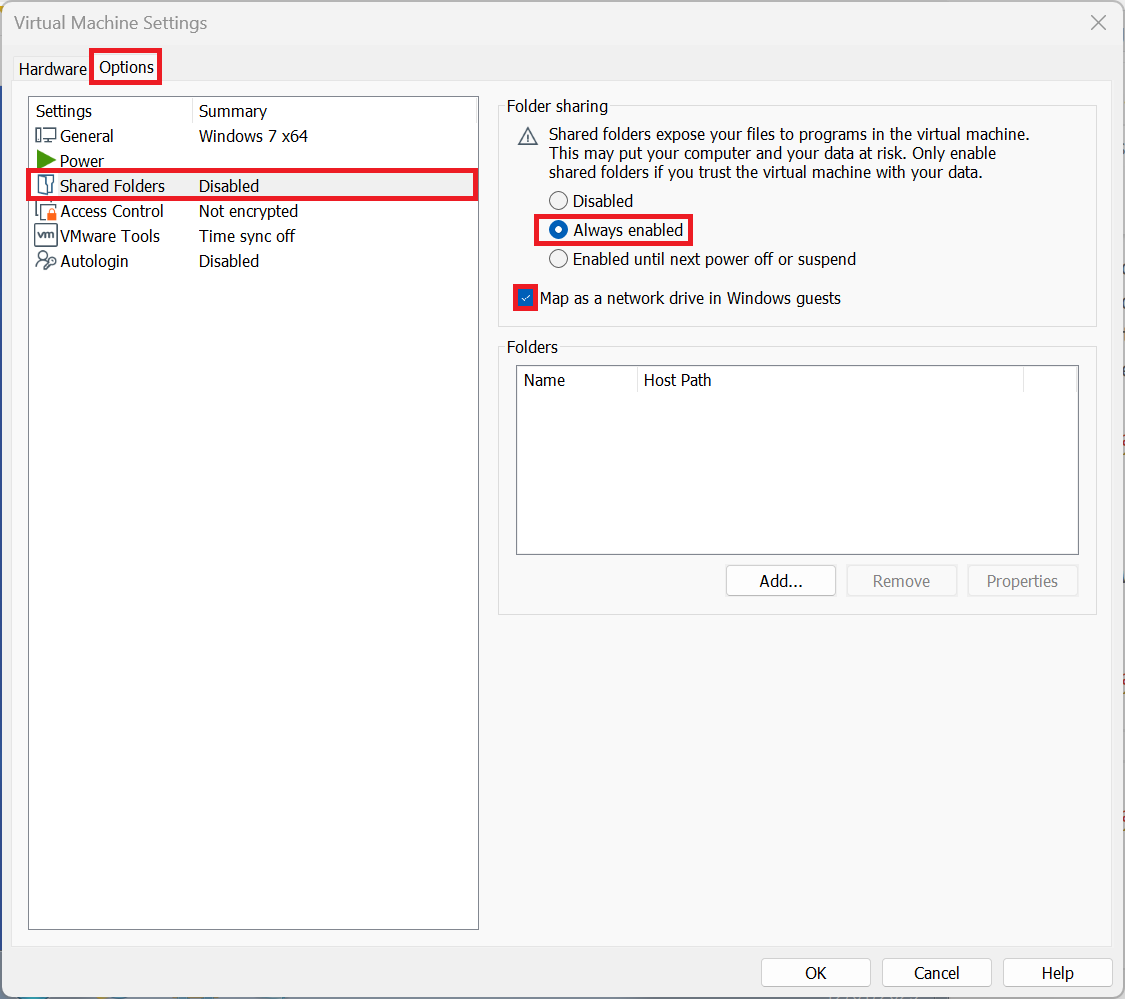 Virtual Machine Settings
Hardware Options
Settings Summary
General Windows 7 x64
Power
Shared Folders Disabled
Access Control Not encrypted
vm VMware Tools Time sync off
Autologin Disabled
Folder sharing
Shared folders expose your files to programs in the virtual machine.
This may put your computer and your data at risk. Only enable
shared folders if you trust the virtual machine with your data.
Disabled
Always enabled
Enabled until next power off or suspend
Map as a network drive in Windows guests
Folders
Name Host Path
Add... Remove Properties
OK Cancel Help